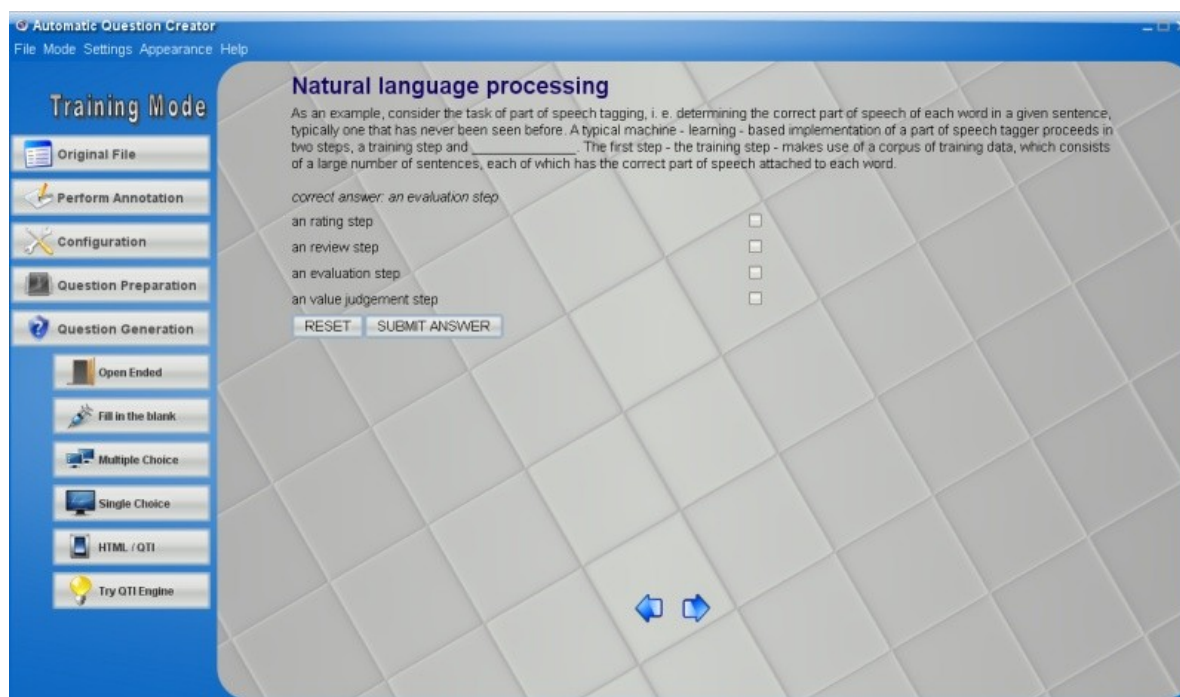 Automatic Question Creator
File Mode Settings Appearance Help
Training Mode
Original File
Perform Annotation
Configuration
Question Preparation
Question Generation
Open Ended
Fill in the blank
Multiple Choice
Single Choice
HTML / QTI
Try QTI Engine
Natural language processing
As an example, consider the task of part of speech tagging, i. e. determining the correct part of speech of each word in a given sentence,
typically one that has never been seen before. A typical machine - learning - based implementation of a part of speech tagger proceeds in
two steps, a training step and ______________. The first step - the training step - makes use of a corpus of training data, which consists
of a large number of sentences, each of which has the correct part of speech attached to each word.
correct answer: an evaluation step
an rating step
an review step
an evaluation step
an value judgement step
RESET SUBMIT ANSWER